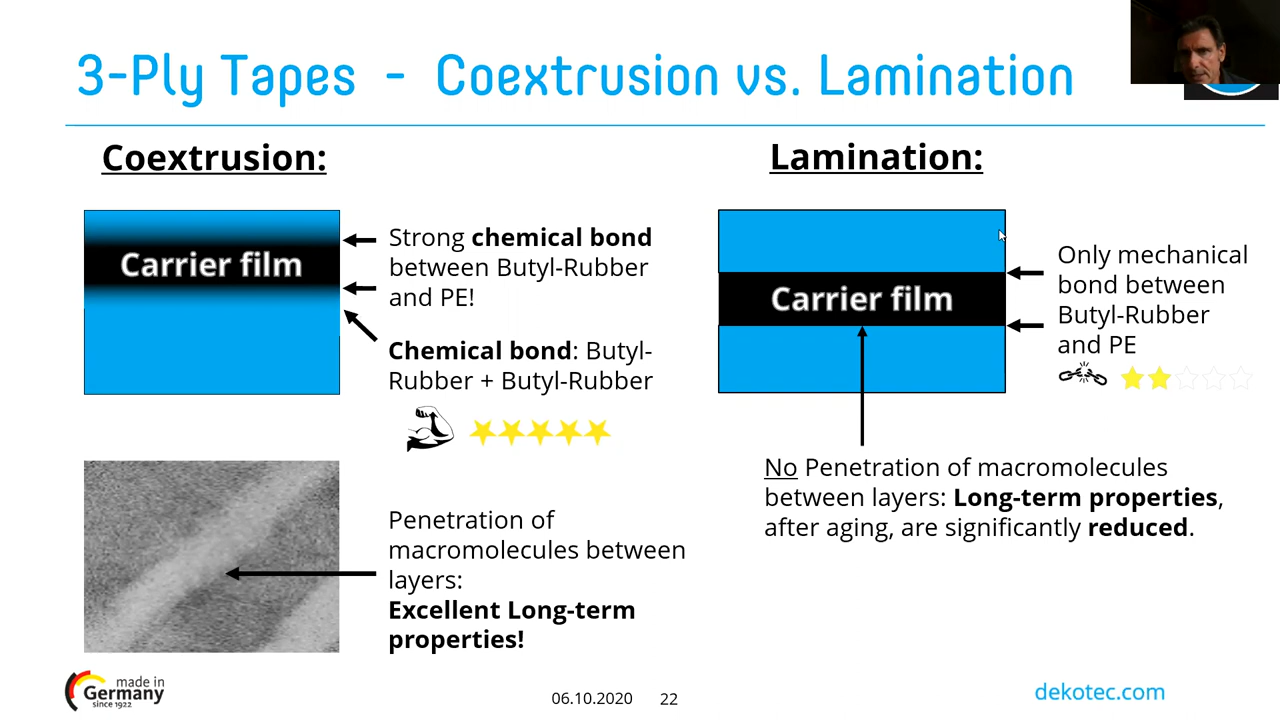 3-Ply Tapes - Coextrusion vs. Lamination
Coextrusion:
Carrier film
Strong chemical bond
between Butyl-Rubber
and PE!
Chemical bond: Butyl-
Rubber + Butyl-Rubber
Penetration of
macromolecules between
layers:
Excellent Long-term
properties!
Lamination:
Carrier film
Only mechanical
bond between
Butyl-Rubber
and PE
No Penetration of macromolecules
between layers: Long-term properties,
after aging, are significantly reduced.
made in
Germany
since 1922
06.10.2020
22
dekotec.com